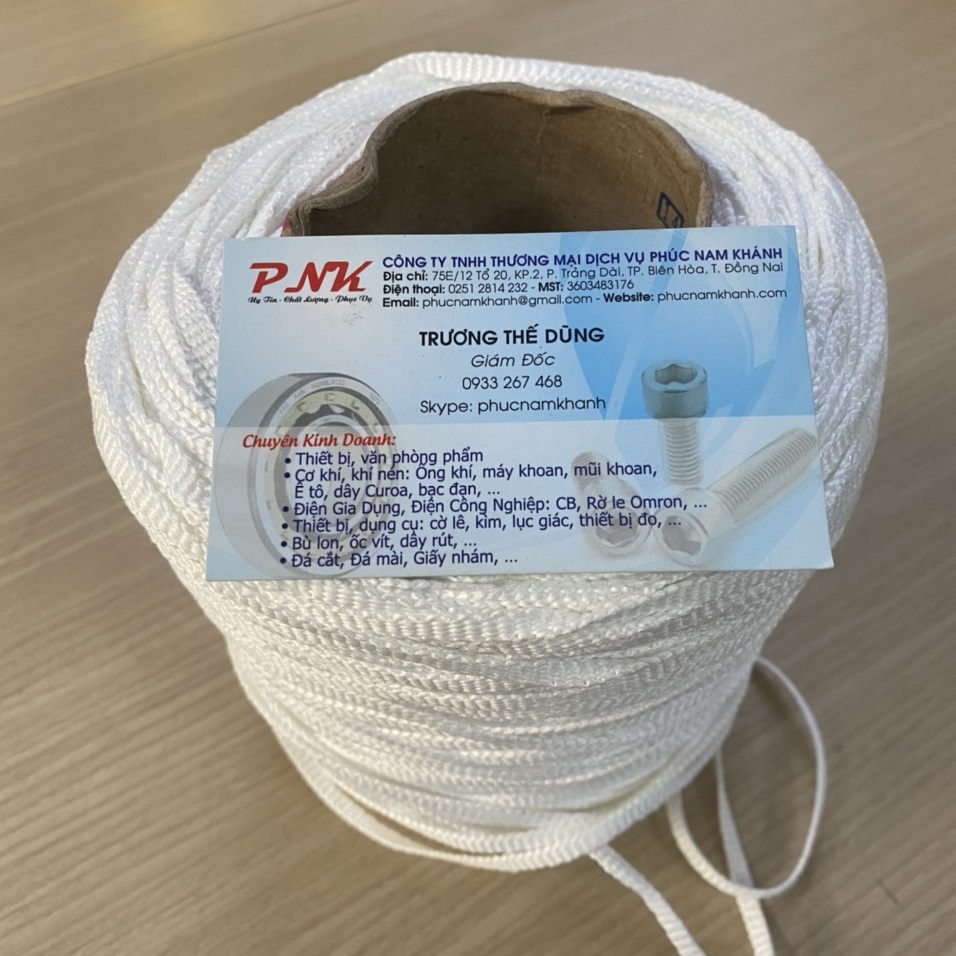 PNK
Uy Tín - Chất Lượng - Phục Vụ
CÔNG TY TNHH THƯƠNG MẠI DỊCH VỤ PHÚC NAM KHÁNH
Địa chỉ: 75E/12 Tổ 20, KP.2, P. Trảng Dài, TP. Biên Hòa, T. Đồng Nai
Điện thoại: 0251 2814 232 - MST: 3603483176
Email: phucnamkhanh@gmail.com - Website: phucnamkhanh.com
TRƯƠNG THẾ DŨNG
Giám Đốc
0933 267 468
Skype: phucnamkhanh
Chuyên Kinh Doanh:
• Thiết bị, văn phòng phẩm
• Cơ khí, khí nén: Ống khí, máy khoan, mũi khoan,
Ê tô, dây Curoa, bạc đạn, ...
• Điện Gia Dụng, Điện Công Nghiệp: CB, Rờ le Omron, ...
• Thiết bị, dụng cụ: cờ lê, kìm, lục giác, thiết bị đo, ...
• Bù lon, ốc vít, dây rút, ...
• Đá cắt, Đá mài, Giấy nhám, ...